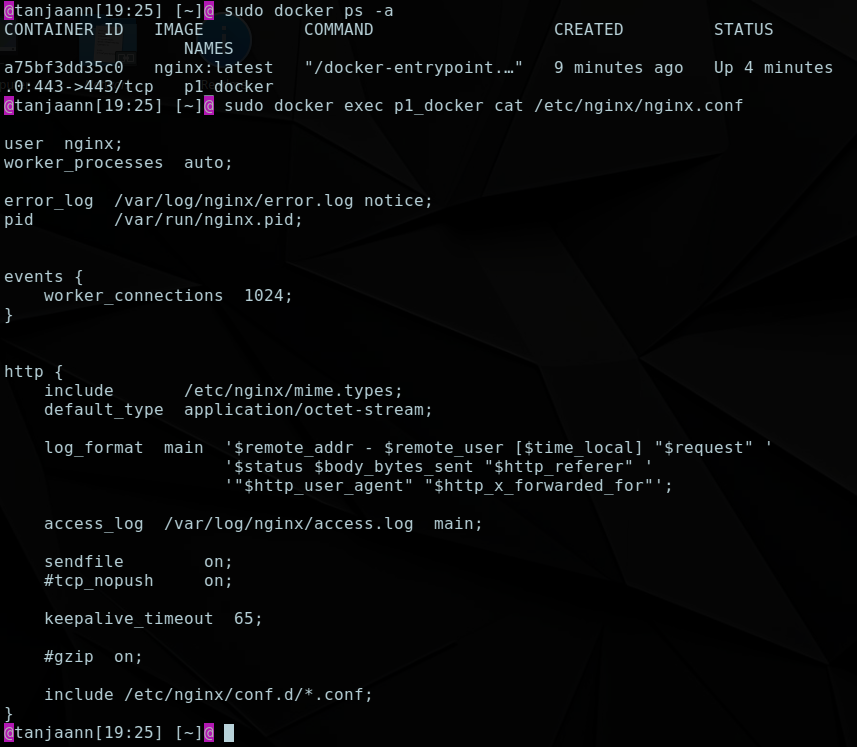 @tanjaann[19:25] [~]@ sudo docker ps -a
CONTAINER ID   IMAGE          COMMAND                  CREATED         STATUS
                  NAMES
a75bf3dd35c0   nginx:latest   "/docker-entrypoint.…"   9 minutes ago   Up 4 minutes
.0:443->443/tcp   p1_docker
@tanjaann[19:25] [~]@ sudo docker exec p1_docker cat /etc/nginx/nginx.conf

user  nginx;
worker_processes  auto;

error_log  /var/log/nginx/error.log notice;
pid        /var/run/nginx.pid;


events {
    worker_connections  1024;
}


http {
    include       /etc/nginx/mime.types;
    default_type  application/octet-stream;

    log_format  main  '$remote_addr - $remote_user [$time_local] "$request" '
                      '$status $body_bytes_sent "$http_referer" '
                      '"$http_user_agent" "$http_x_forwarded_for"';

    access_log  /var/log/nginx/access.log  main;

    sendfile        on;
    #tcp_nopush     on;

    keepalive_timeout  65;

    #gzip  on;

    include /etc/nginx/conf.d/*.conf;
}
@tanjaann[19:25] [~]@